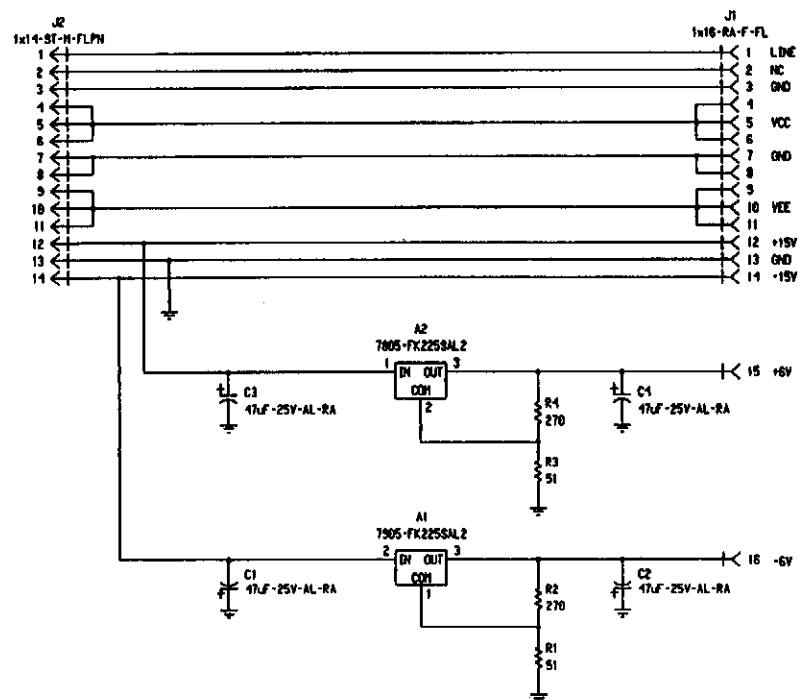 J2
1x14-ST-M-FLPN
J1
1x16-RA-F-FL
1 1 LINE
2 2 NC
3 3 GND
4 4
5 5 VCC
6 6
7 7 GND
8 8
9 9
10 10 VEE
11 11
12 12 +15V
13 13 GND
14 14 -15V
A2
7805-FK225SAL2
1 IN OUT 3
COM
2
15 +6V
C3
47uF-25V-AL-RA
R4
270
C4
47uF-25V-AL-RA
R3
51
A1
7905-FK225SAL2
2 IN OUT 3
COM
1
16 -6V
C1
47uF-25V-AL-RA
R2
270
C2
47uF-25V-AL-RA
R1
51